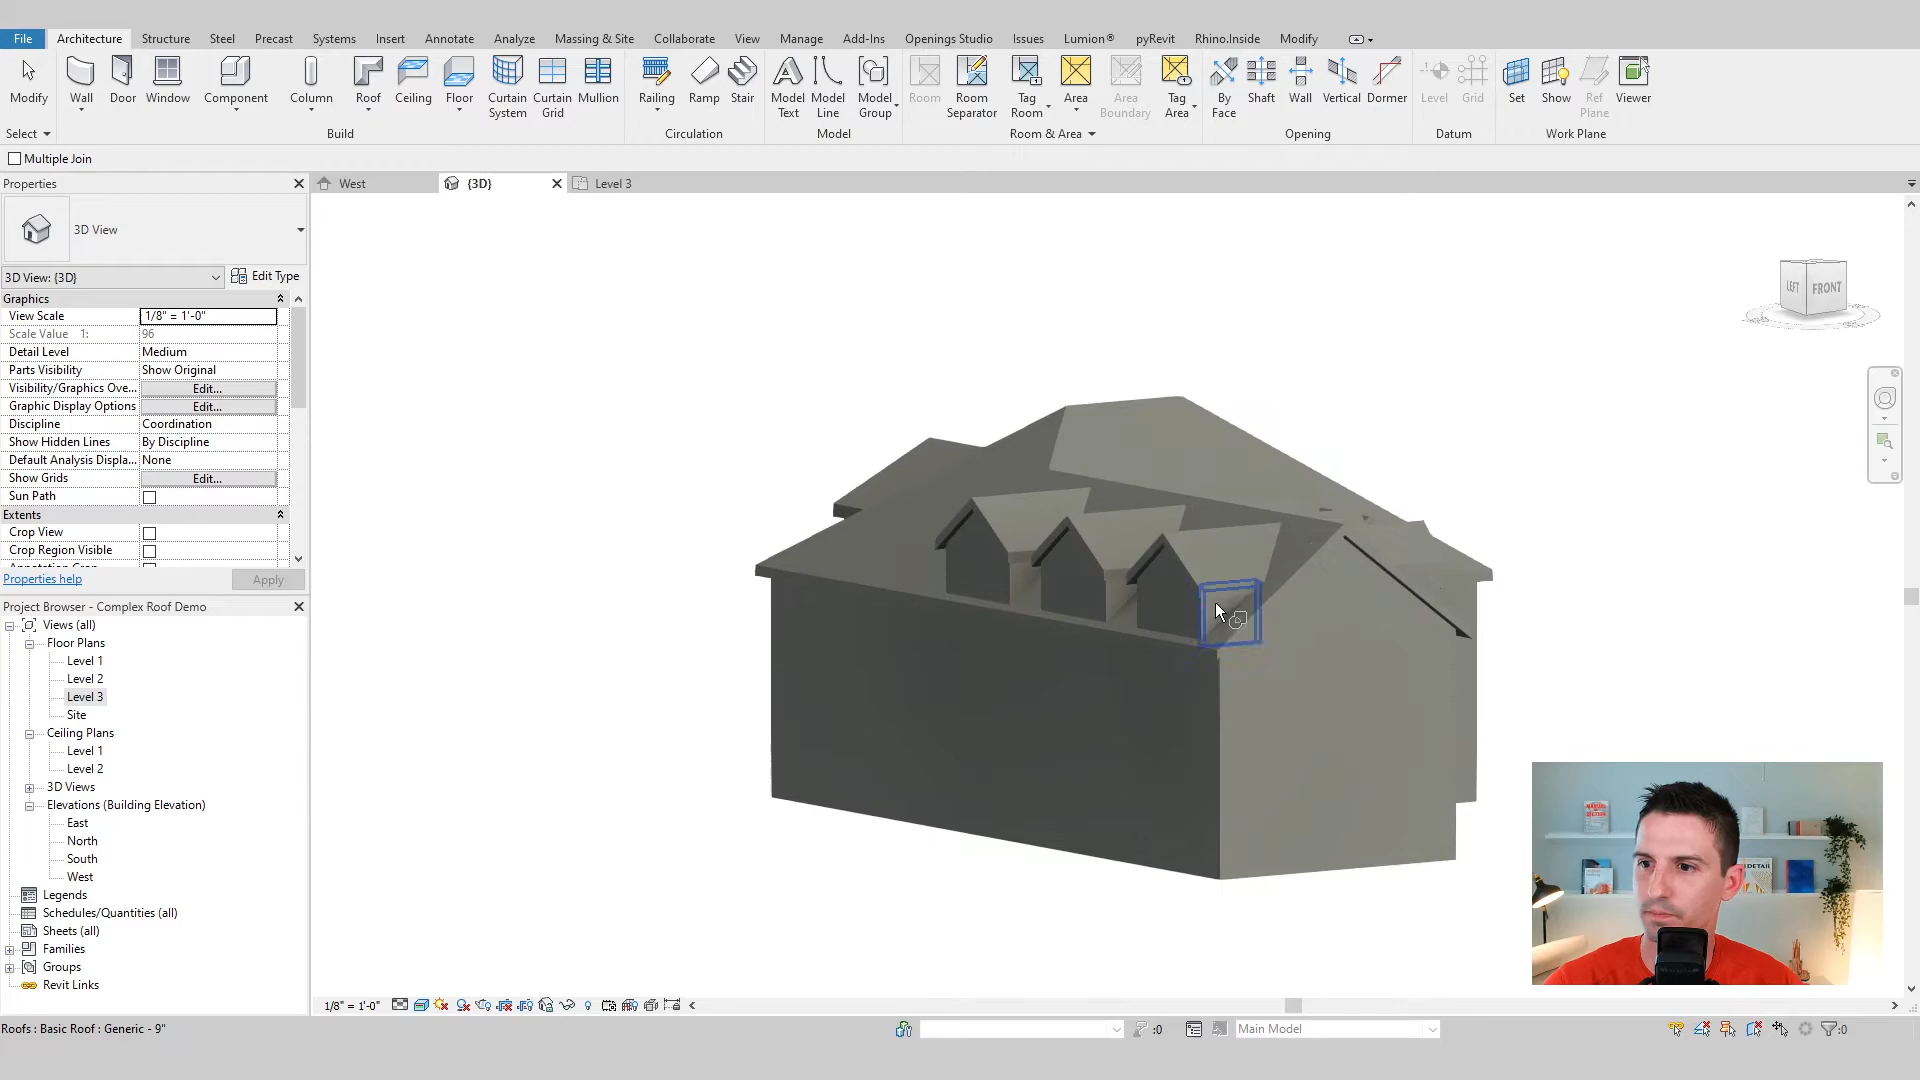 File Architecture Structure Steel Precast Systems Insert Annotate Analyze Massing & Site Collaborate View Manage Add-Ins Openings Studio Issues Lumion® pyRevit Rhino.Inside Modify
Modify Wall Door Window Component Column Roof Ceiling Floor Curtain System Curtain Grid Mullion Railing Ramp Stair Model Text Model Line Model Group Room Room Separator Tag Room Area Area Boundary Tag Area By Face Shaft Wall Vertical Dormer Level Grid Set Show Ref Plane Viewer
Select Build Circulation Model Room & Area Opening Datum Work Plane
Multiple Join
Properties
West
{3D}
Level 3
3D View
3D View: {3D} Edit Type
Graphics
View Scale 1/8" = 1'-0"
Scale Value 1: 96
Detail Level Medium
Parts Visibility Show Original
Visibility/Graphics Ove... Edit...
Graphic Display Options Edit...
Discipline Coordination
Show Hidden Lines By Discipline
Default Analysis Displa... None
Show Grids Edit...
Sun Path
Extents
Crop View
Crop Region Visible
Properties help Apply
LEFT FRONT
Project Browser - Complex Roof Demo
Views (all)
Floor Plans
Level 1
Level 2
Level 3
Site
Ceiling Plans
Level 1
Level 2
3D Views
Elevations (Building Elevation)
East
North
South
West
Legends
Schedules/Quantities (all)
Sheets (all)
Families
Groups
Revit Links
1/8" = 1'-0"
Roofs : Basic Roof : Generic - 9" :0 Main Model :0